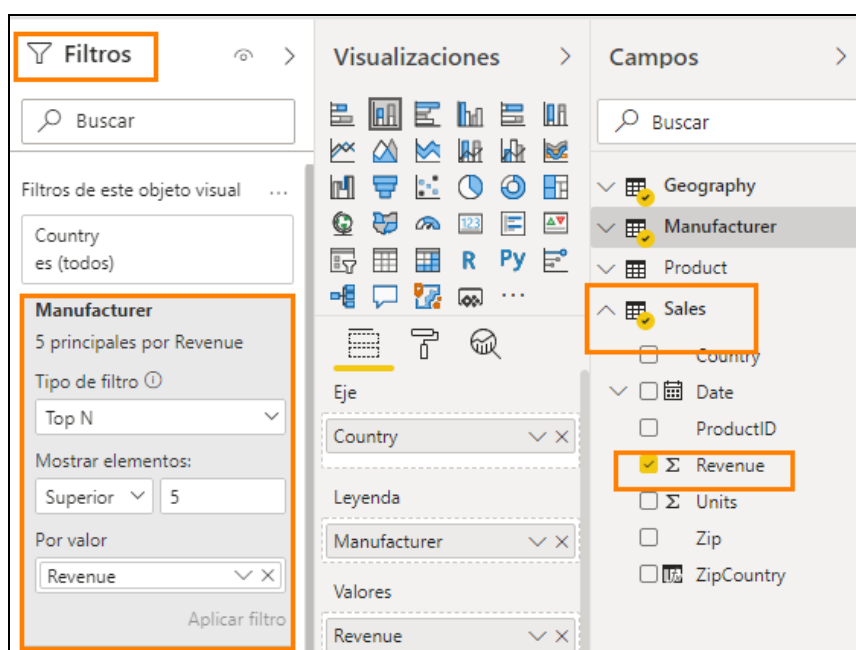 Filtros
Buscar
Filtros de este objeto visual ...
Country
es (todos)
Manufacturer
5 principales por Revenue
Tipo de filtro
Top N
Mostrar elementos:
Superior 5
Por valor
Revenue
Aplicar filtro
Visualizaciones
123
R Py
...
Eje
Country
Leyenda
Manufacturer
Valores
Revenue
Campos
Buscar
Geography
Manufacturer
Product
Sales
Country
Date
ProductID
Σ Revenue
Σ Units
Zip
ZipCountry